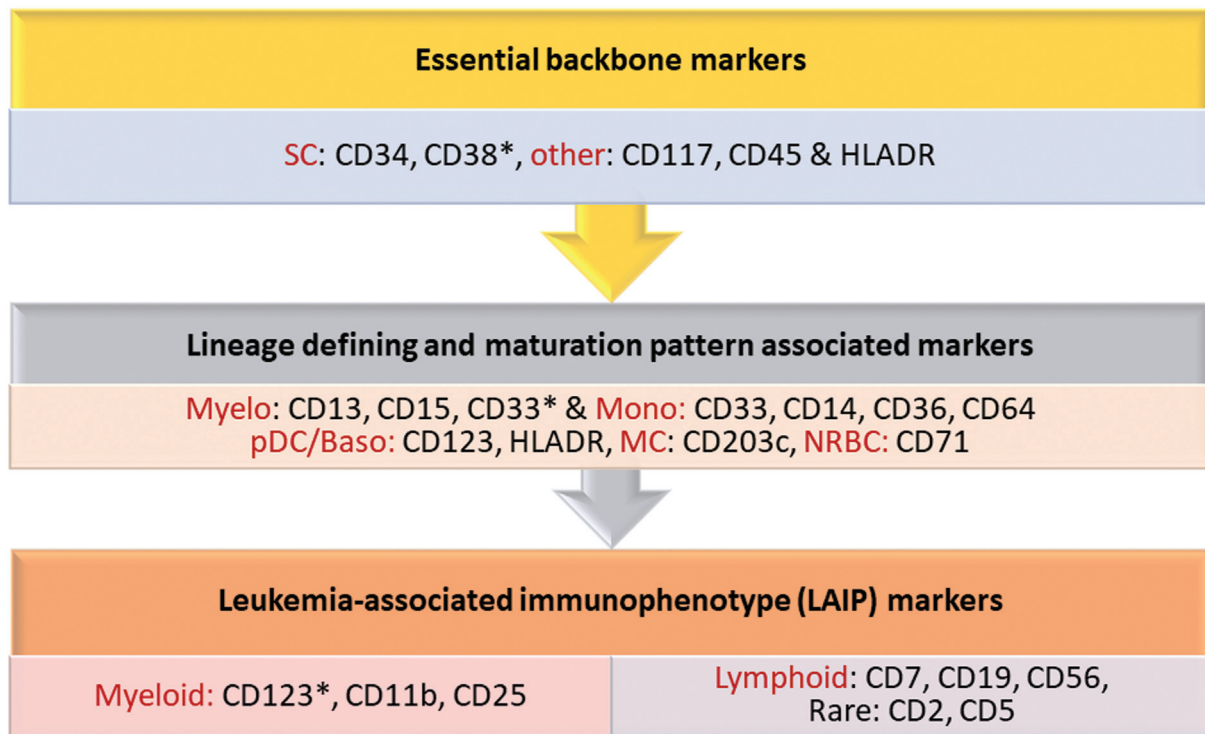 Essential backbone markers
SC: CD34, CD38*, other: CD117, CD45 & HLADR
Lineage defining and maturation pattern associated markers
Myelo: CD13, CD15, CD33* & Mono: CD33, CD14, CD36, CD64
pDC/Baso: CD123, HLADR, MC: CD203c, NRBC: CD71
Leukemia-associated immunophenotype (LAIP) markers
Myeloid: CD123*, CD11b, CD25
Lymphoid: CD7, CD19, CD56,
Rare: CD2, CD5